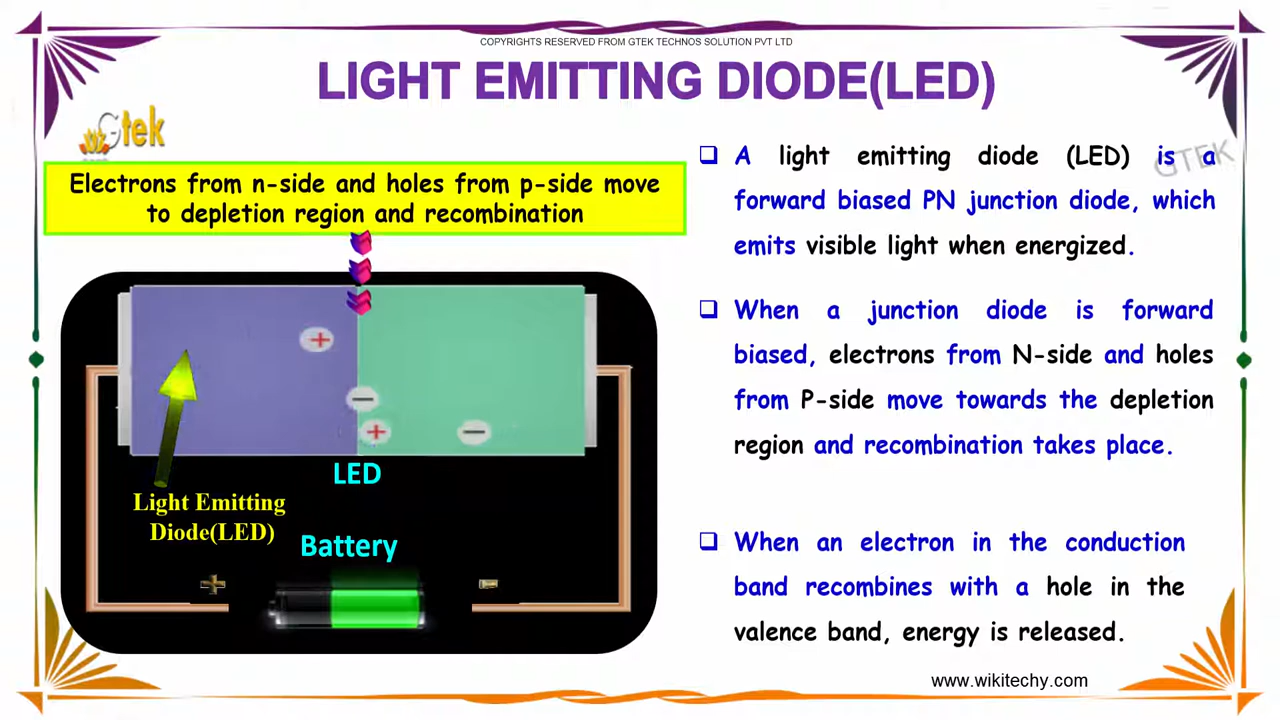 COPYRIGHTS RESERVED FROM GTEK TECHNOS SOLUTION PVT LTD
LIGHT EMITTING DIODE(LED)
Gtek
GTEK
Electrons from n-side and holes from p-side move
to depletion region and recombination
LED
Light Emitting
Diode(LED)
Battery
A light emitting diode (LED) is a
forward biased PN junction diode, which
emits visible light when energized.
When a junction diode is forward
biased, electrons from N-side and holes
from P-side move towards the depletion
region and recombination takes place.
When an electron in the conduction
band recombines with a hole in the
valence band, energy is released.
www.wikitechy.com